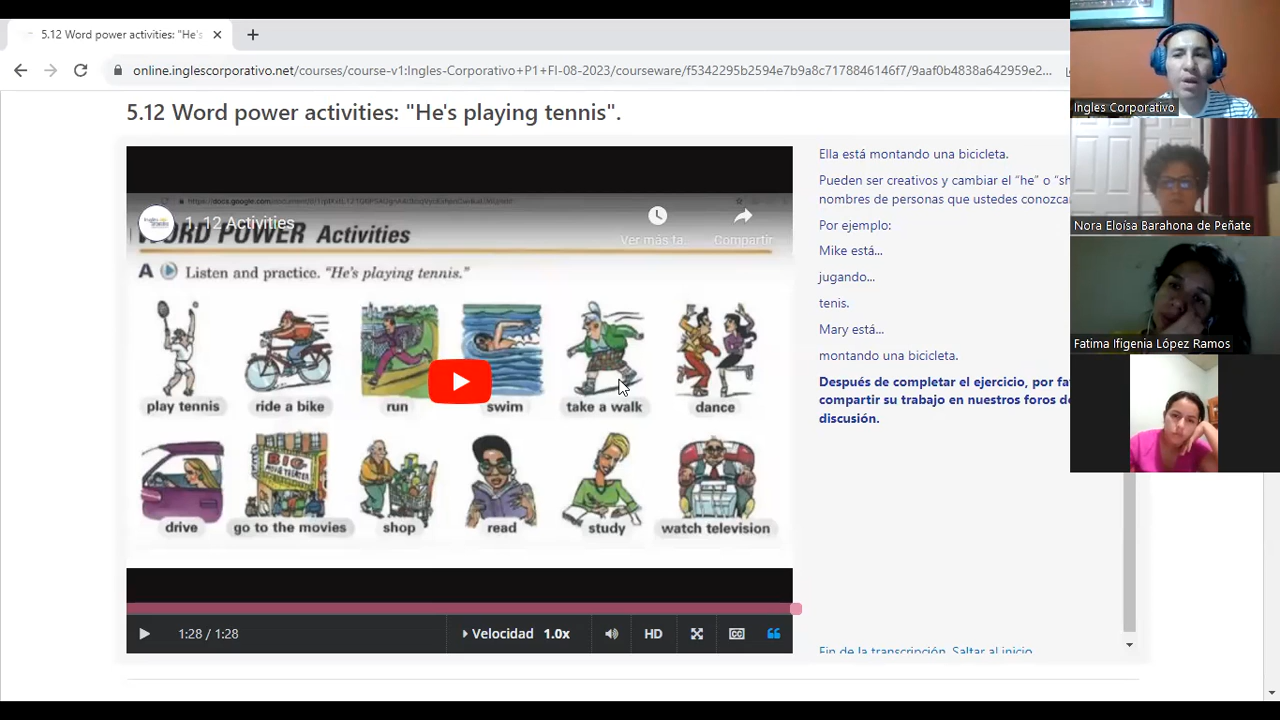 5.12 Word power activities: "He's
online.inglescorporativo.net/courses/course-v1:Ingles-Corporativo+P1+FI-08-2023/courseware/f5342295b2594e7b9a8c7178846146f7/9aaf0b4838a642959e2...
5.12 Word power activities: "He's playing tennis".
1. 12 Activities
Ver más ta...
Compartir
WORD POWER Activities
A Listen and practice. "He's playing tennis."
play tennis
ride a bike
run
swim
take a walk
dance
drive
go to the movies
shop
read
study
watch television
1:28 / 1:28
Velocidad 1.0x
HD
CC
Ella está montando una bicicleta.
Pueden ser creativos y cambiar el "he" o "sh
nombres de personas que ustedes conozca
Por ejemplo:
Mike está...
jugando...
tenis.
Mary está...
montando una bicicleta.
Después de completar el ejercicio, por fa
compartir su trabajo en nuestros foros de
discusión.
Fin de la transcripción. Saltar al inicio.
Ingles Corporativo
Nora Eloísa Barahona de Peñate
Fatima Ifigenia López Ramos